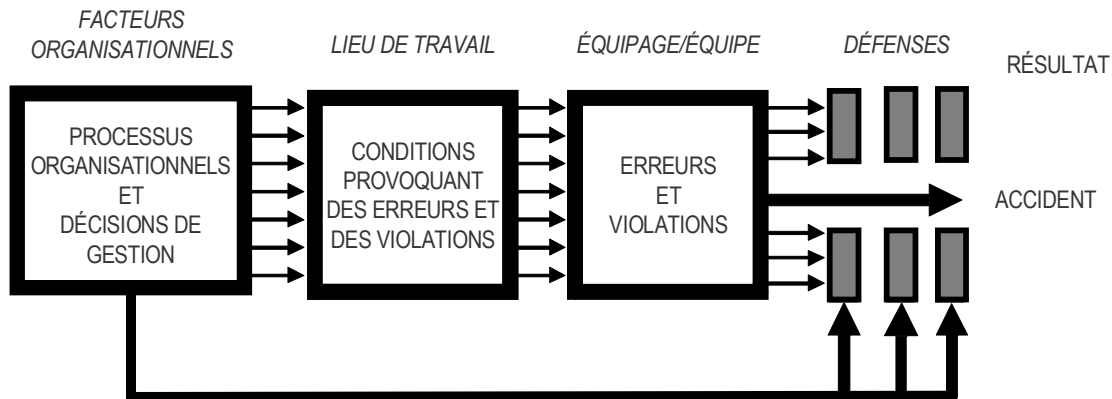 FACTEURS
ORGANISATIONNELS
LIEU DE TRAVAIL
ÉQUIPAGE/ÉQUIPE
DÉFENSES
RÉSULTAT
PROCESSUS
ORGANISATIONNELS
ET
DÉCISIONS DE
GESTION
CONDITIONS
PROVOQUANT
DES ERREURS ET
DES VIOLATIONS
ERREURS
ET
VIOLATIONS
ACCIDENT